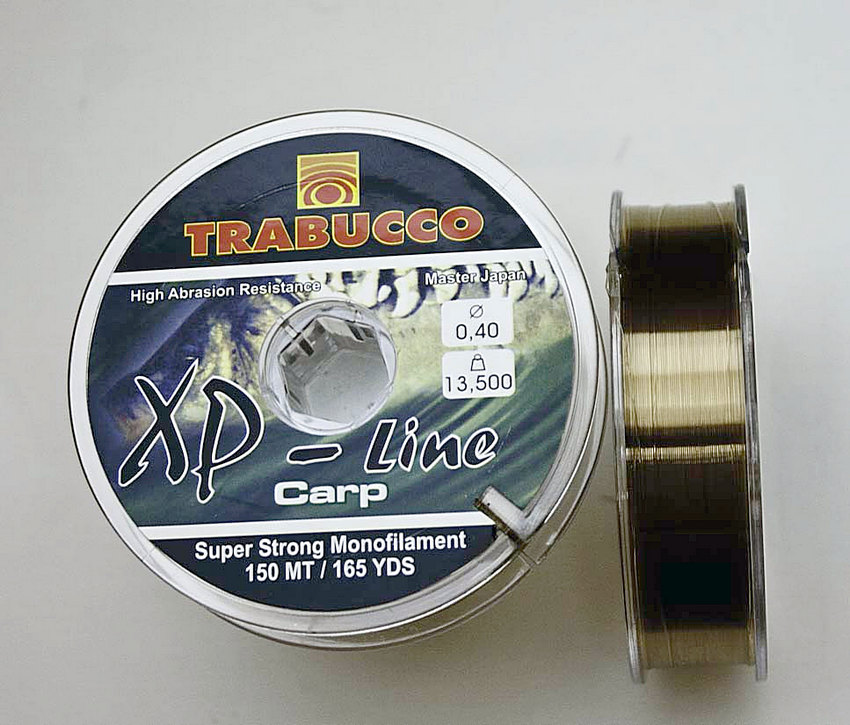 TRABUCCO
High Abrasion Resistance
Master Japan
0,40
13,500
XP - Line
Carp
Super Strong Monofilament
150 MT / 165 YDS